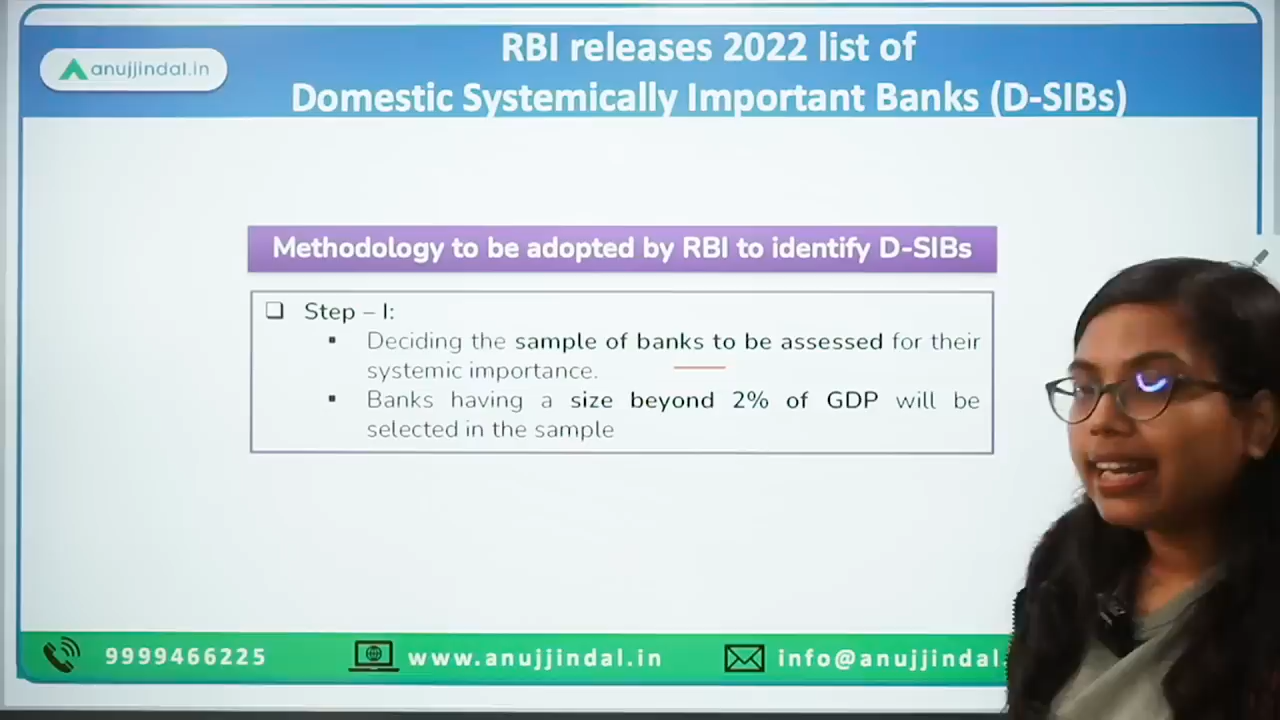 anujjindal.in
RBI releases 2022 list of
Domestic Systemically Important Banks (D-SIBs)
Methodology to be adopted by RBI to identify D-SIBs
Step – I:
Deciding the sample of banks to be assessed for their
systemic importance.
Banks having a size beyond 2% of GDP will be
selected in the sample
9999466225
www.anujjindal.in
info@anujjindal.